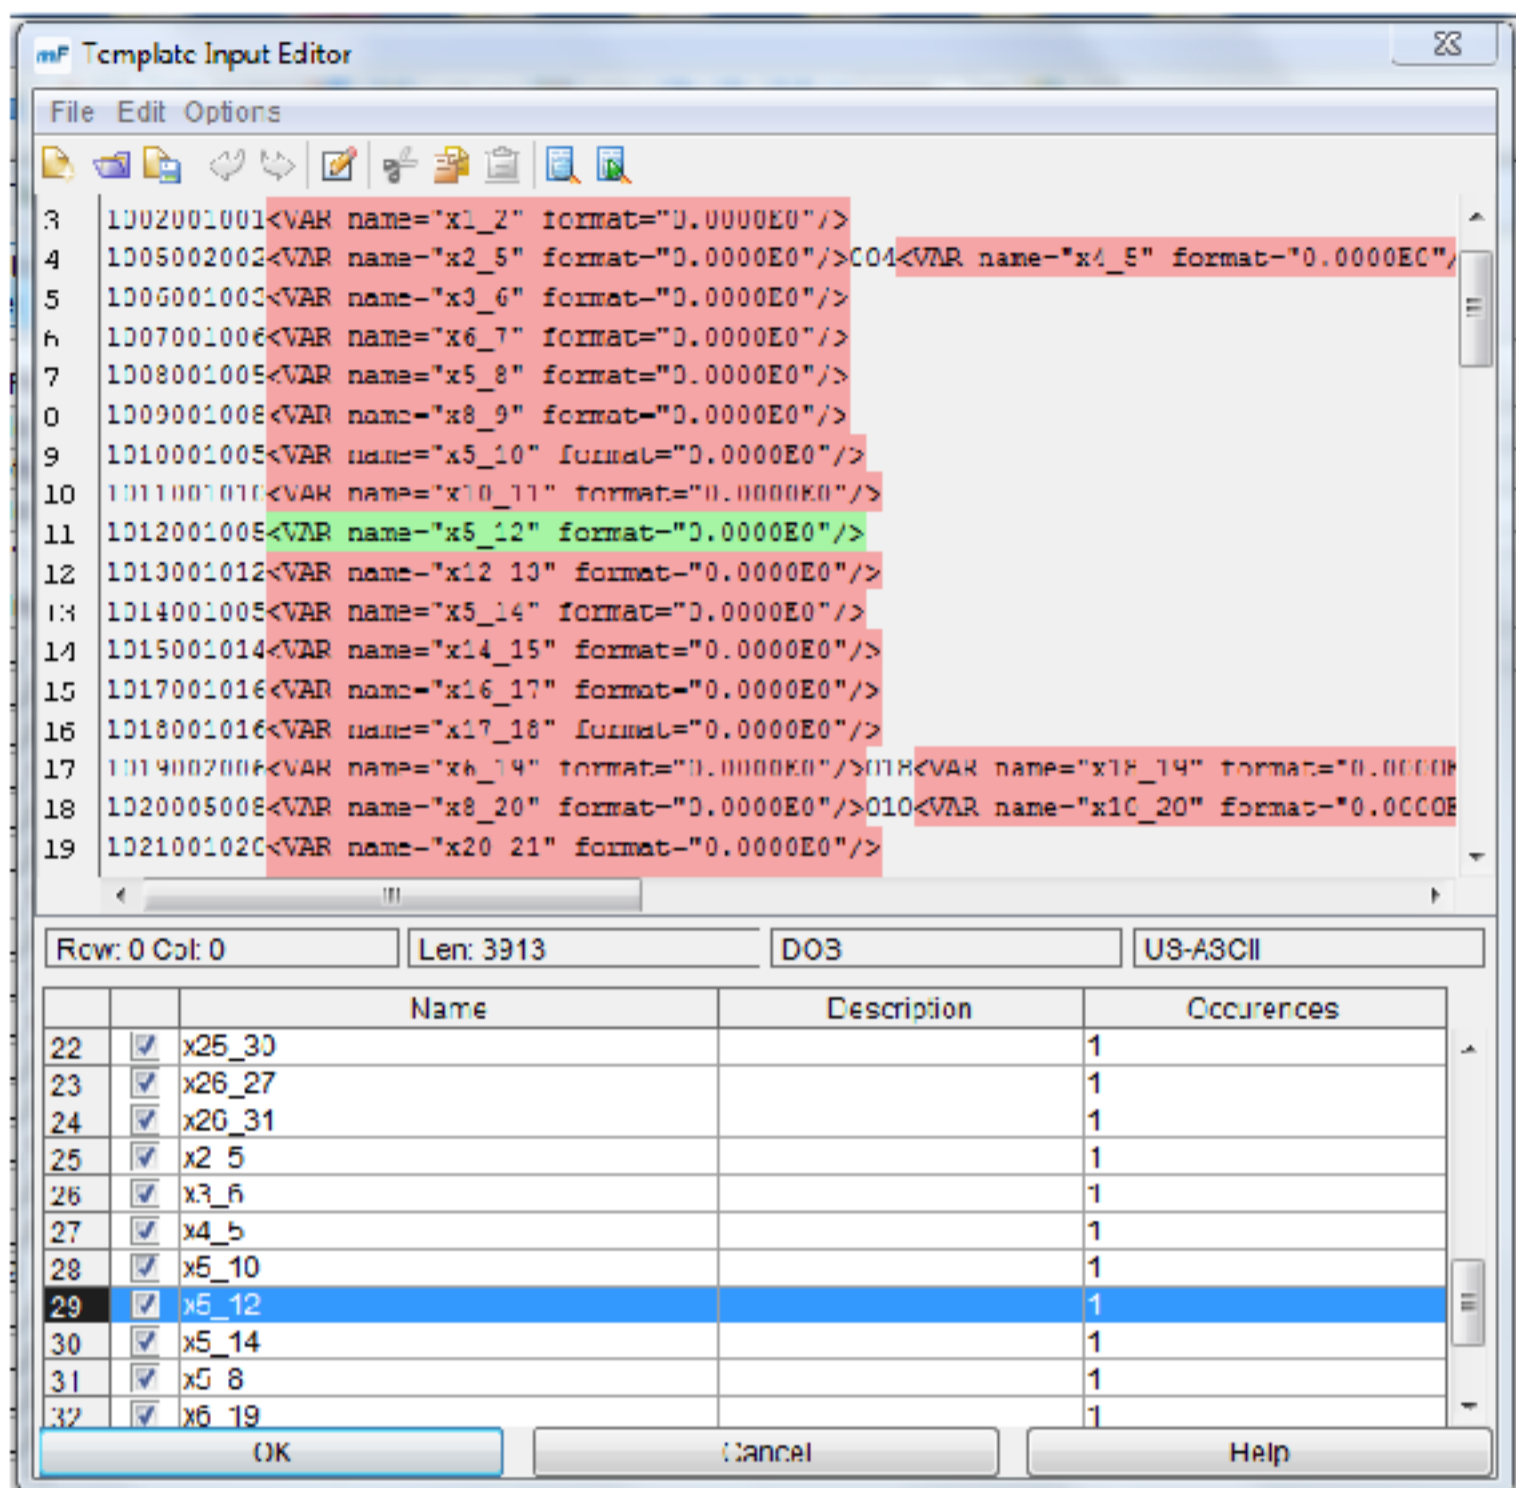 mF Template Input Editor
File Edit Options
3 1002001001<VAR name="x1_2" format="0.0000E0"/>
4 1005002002<VAR name="x2_5" format="0.0000E0"/>004<VAR name="x4_5" format="0.0000E0"/
5 1006001003<VAR name="x3_6" format="0.0000E0"/>
6 1007001006<VAR name="x6_7" format="0.0000E0"/>
7 1008001005<VAR name="x5_8" format="0.0000E0"/>
8 1009001008<VAR name="x8_9" format="0.0000E0"/>
9 1010001005<VAR name="x5_10" format="0.0000E0"/>
10 1011001010<VAR name="x10_11" format="0.0000E0"/>
11 1012001005<VAR name="x5_12" format="0.0000E0"/>
12 1013001012<VAR name="x12_13" format="0.0000E0"/>
13 1014001005<VAR name="x5_14" format="0.0000E0"/>
14 1015001014<VAR name="x14_15" format="0.0000E0"/>
15 1017001016<VAR name="x16_17" format="0.0000E0"/>
16 1018001016<VAR name="x17_18" format="0.0000E0"/>
17 1019002006<VAR name="x6_19" format="0.0000E0"/>018<VAR name="x18_19" format="0.0000E
18 1020005008<VAR name="x8_20" format="0.0000E0"/>010<VAR name="x10_20" format="0.0000E
19 1021001020<VAR name="x20_21" format="0.0000E0"/>
Row: 0 Col: 0 Len: 3913 DOS US-ASCII
Name Description Occurences
22 x25_30 1
23 x26_27 1
24 x26_31 1
25 x2_5 1
26 x3_6 1
27 x4_5 1
28 x5_10 1
29 x5_12 1
30 x5_14 1
31 x5_8 1
32 x6_19 1
OK Cancel Help